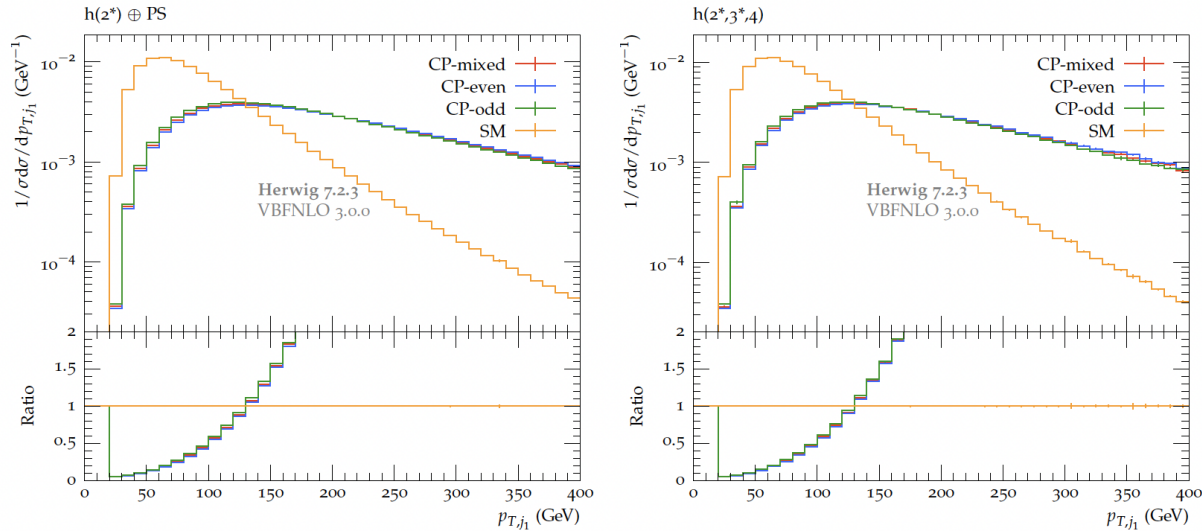 h(2*) ⊕ PS
CP-mixed
CP-even
CP-odd
SM
Herwig 7.2.3
VBFNLO 3.0.0
10⁻²
10⁻³
10⁻⁴
1/σdσ/dp_{T,j₁} (GeV⁻¹)
2
1.5
1
0.5
0
Ratio
0 50 100 150 200 250 300 350 400
p_{T,j₁} (GeV)
h(2*,3*,4)
CP-mixed
CP-even
CP-odd
SM
Herwig 7.2.3
VBFNLO 3.0.0
10⁻²
10⁻³
10⁻⁴
1/σdσ/dp_{T,j₁} (GeV⁻¹)
2
1.5
1
0.5
0
Ratio
0 50 100 150 200 250 300 350 400
p_{T,j₁} (GeV)